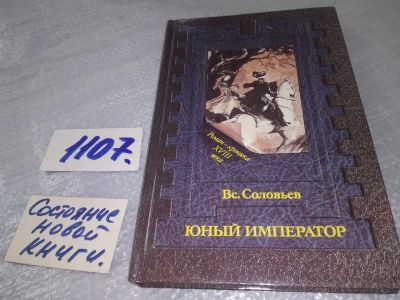 1107.
Состояние
новой
книги.
Роман-хроника
XVIII
века
Вс. Соловьев
ЮНЫЙ ИМПЕРАТОР